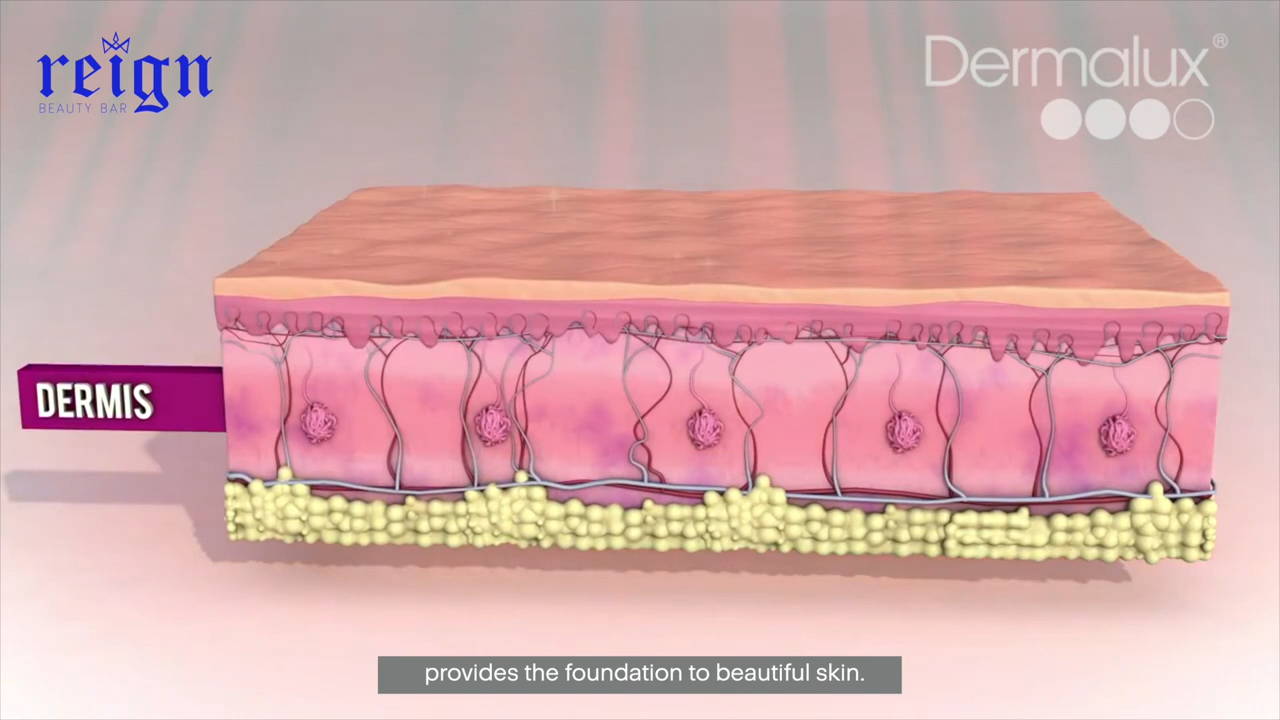 reign
BEAUTY BAR
Dermalux®
DERMIS
provides the foundation to beautiful skin.